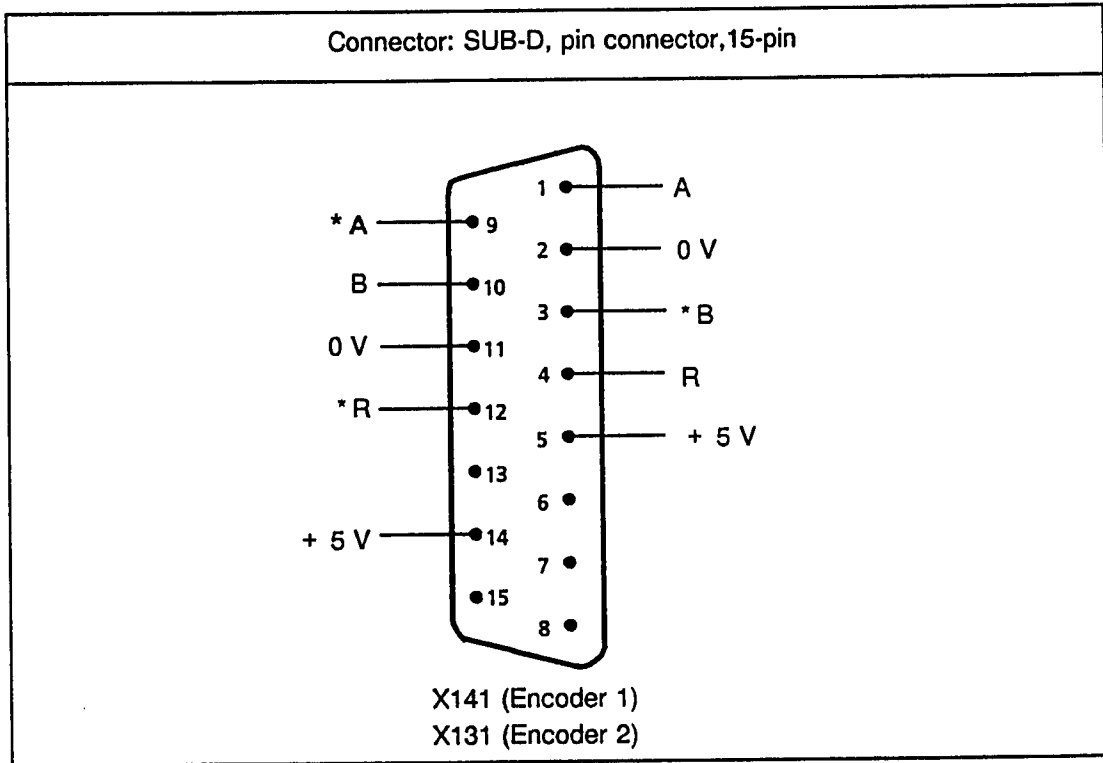 Connector: SUB-D, pin connector,15-pin
1 A
*A 9
2 0 V
B 10
3 *B
0 V 11
4 R
*R 12
5 + 5 V
13
6
+ 5 V 14
7
15
8
X141 (Encoder 1)
X131 (Encoder 2)